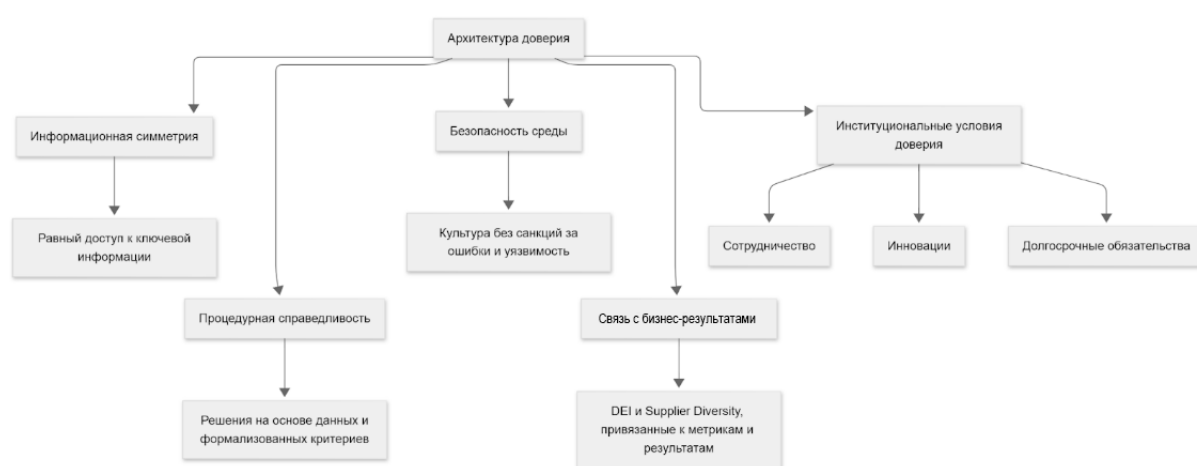 Архитектура доверия
Информационная симметрия
Равный доступ к ключевой
информации
Процедурная справедливость
Решения на основе данных и
формализованных критериев
Безопасность среды
Культура без санкций за
ошибки и уязвимость
Связь с бизнес-результатами
DEI и Supplier Diversity,
привязанные к метрикам и
результатам
Институциональные условия
доверия
Сотрудничество
Инновации
Долгосрочные обязательства